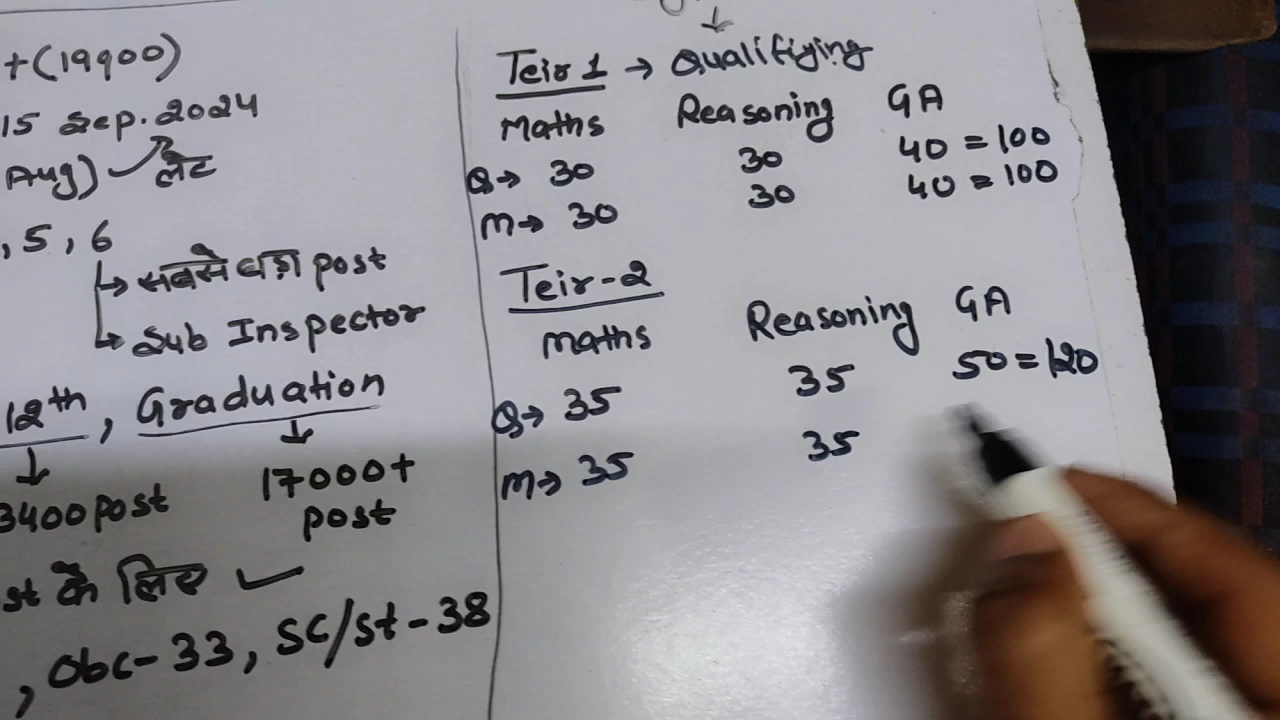 +(19900)
15 Sep. 2024
Aug) लेट
, 5, 6
↳ सबसे बड़ा post
↳ Sub Inspector
12th, Graduation
↓ ↓
3400 post 17000+
post
st के लिए ✓
, Obc-33, SC/St-38
↓
Teir 1 → Qualifiying
Maths Reasoning GA
Q→ 30 30 40 = 100
M→ 30 30 40 = 100
Teir-2
maths Reasoning GA
Q→ 35 35 50 = 120
M→ 35 35